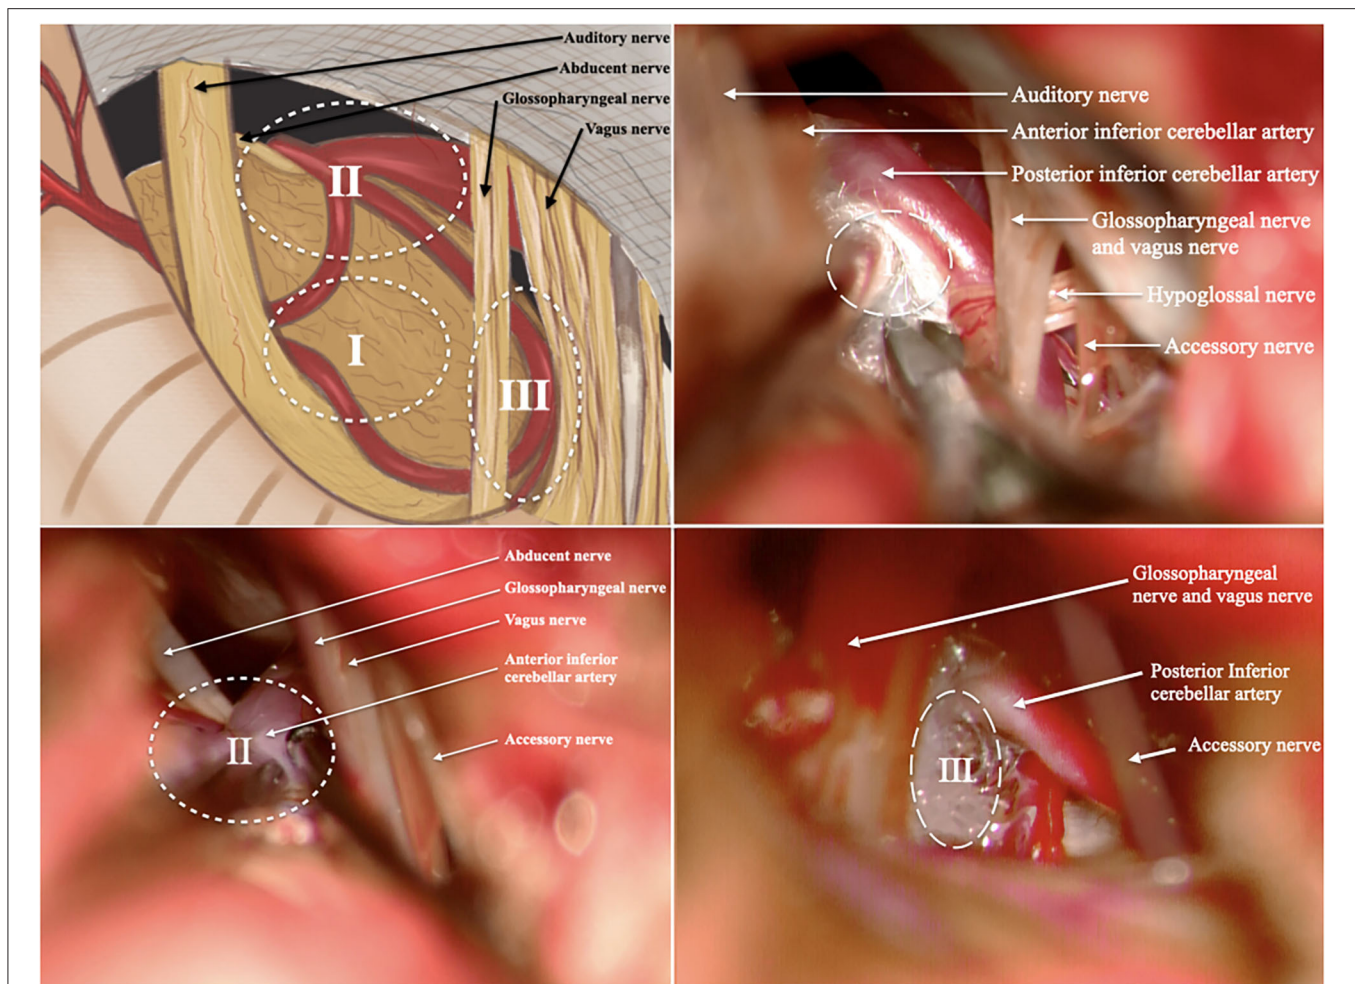 Auditory nerve
Abducent nerve
Glossopharyngeal nerve
Vagus nerve
II
I
III
Auditory nerve
Anterior inferior cerebellar artery
Posterior inferior cerebellar artery
Glossopharyngeal nerve
and vagus nerve
I
Hypoglossal nerve
Accessory nerve
Abducent nerve
Glossopharyngeal nerve
Vagus nerve
Anterior inferior
cerebellar artery
II
Accessory nerve
Glossopharyngeal
nerve and vagus nerve
Posterior Inferior
cerebellar artery
Accessory nerve
III